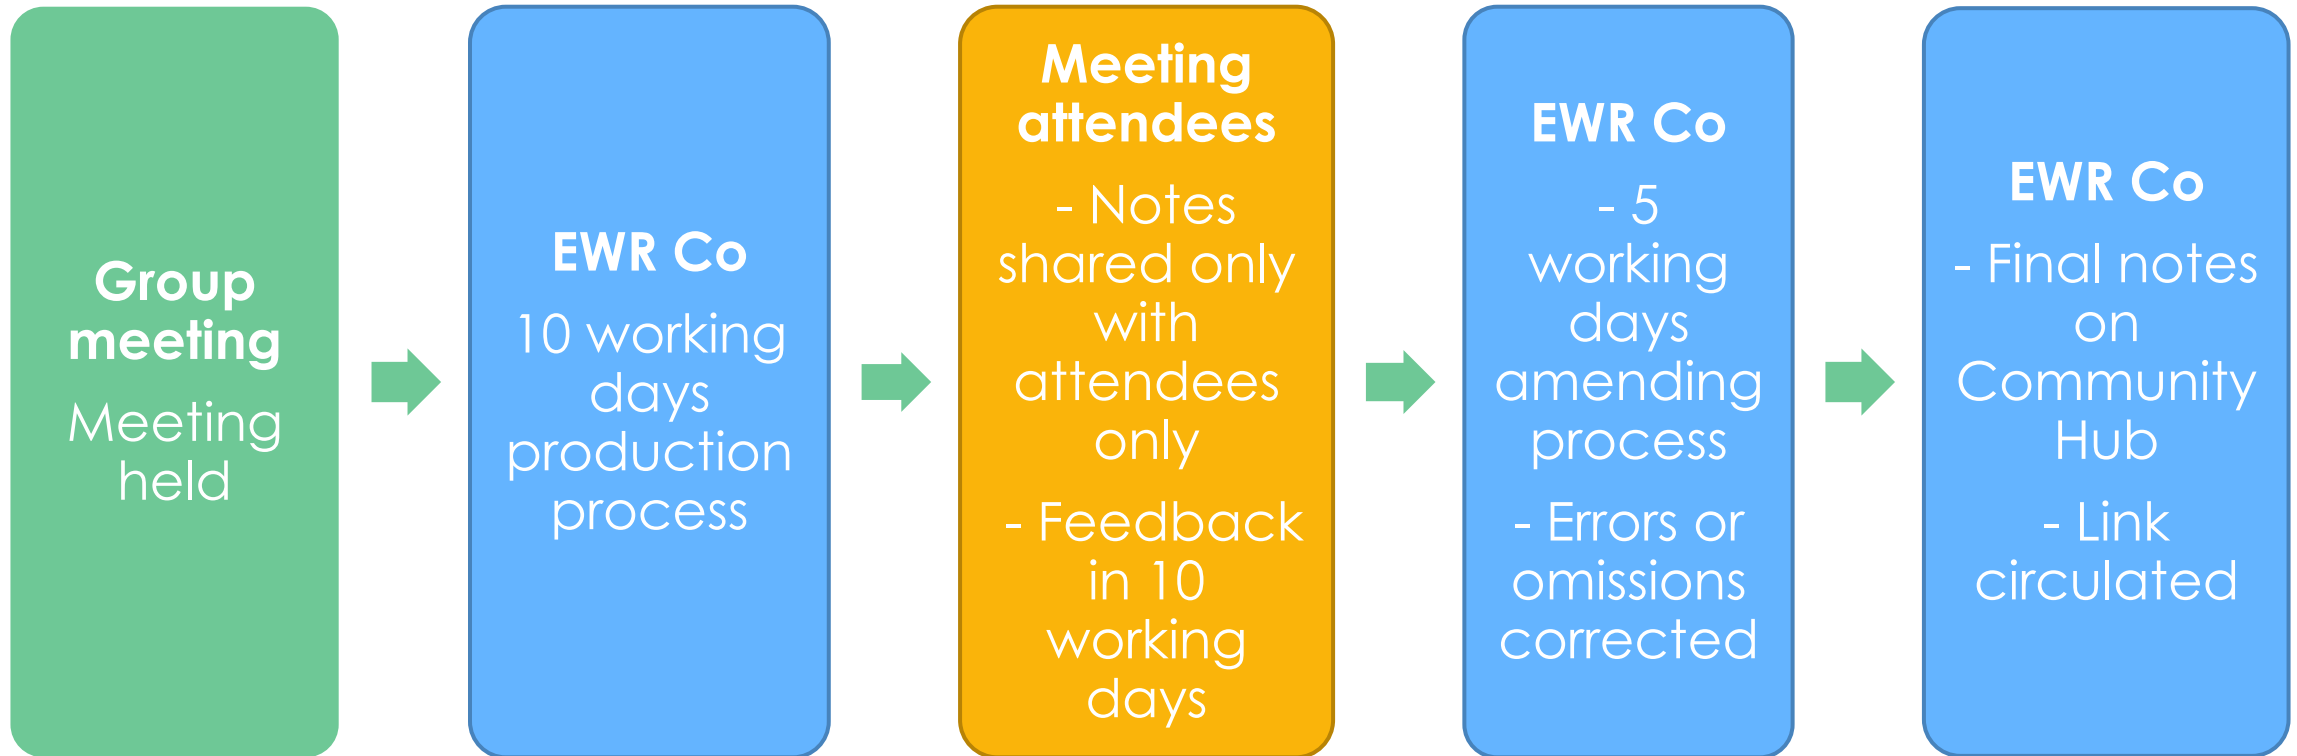 Group
meeting
Meeting
held
EWR Co
10 working
days
production
process
Meeting
attendees
- Notes
shared only
with
attendees
only
- Feedback
in 10
working
days
EWR Co
- 5
working
days
amending
process
- Errors or
omissions
corrected
EWR Co
- Final notes
on
Community
Hub
- Link
circulated